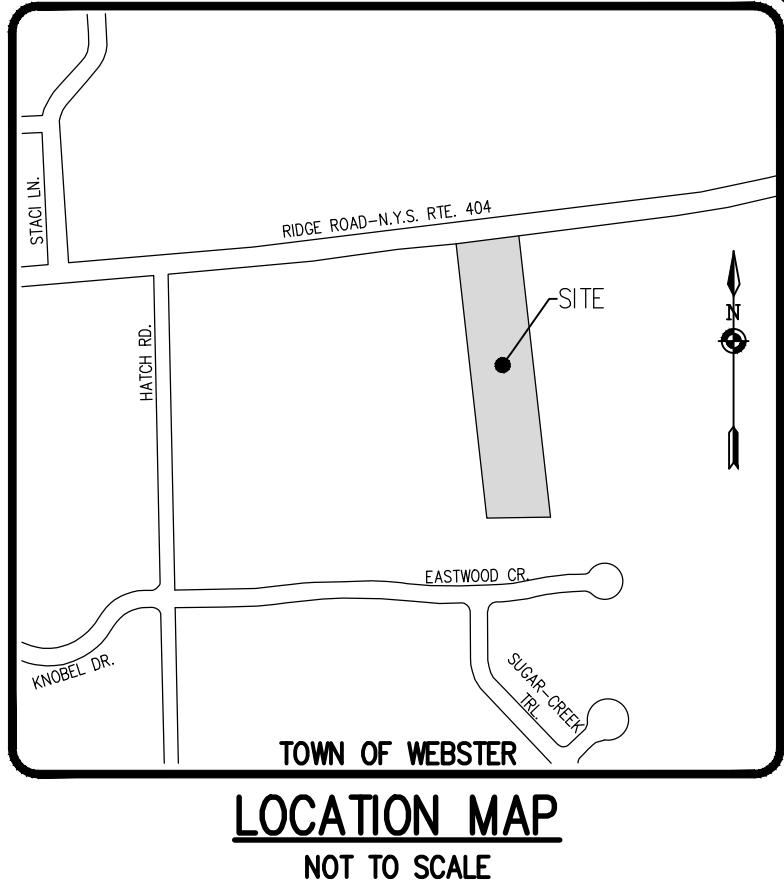 STACI LN.
RIDGE ROAD-N.Y.S. RTE. 404
SITE
N
HATCH RD.
EASTWOOD CR.
KNOBEL DR.
SUGAR-CREEK
TRL.
TOWN OF WEBSTER
LOCATION MAP
NOT TO SCALE